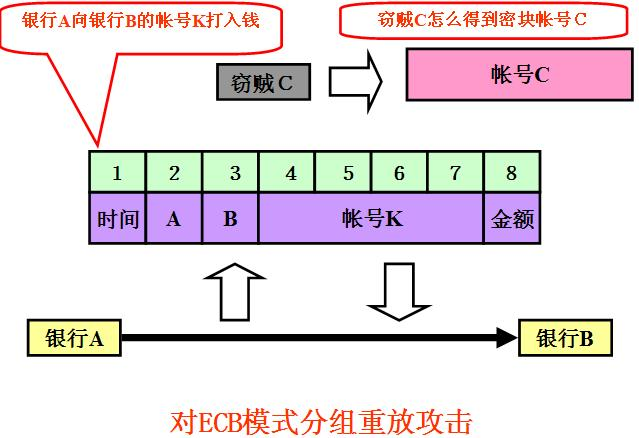 银行A向银行B的帐号K打入钱
窃贼C怎么得到密块帐号C
窃贼C
帐号C
1 2 3 4 5 6 7 8
时间 A B 帐号K 金额
银行A
银行B
对ECB模式分组重放攻击